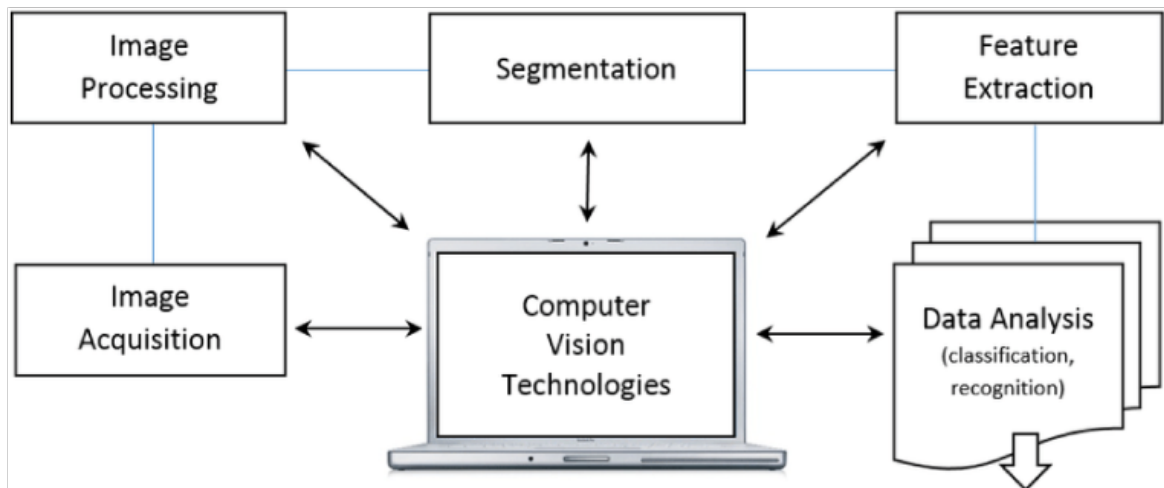 Image
Processing
Segmentation
Feature
Extraction
Image
Acquisition
Computer
Vision
Technologies
Data Analysis
(classification,
recognition)